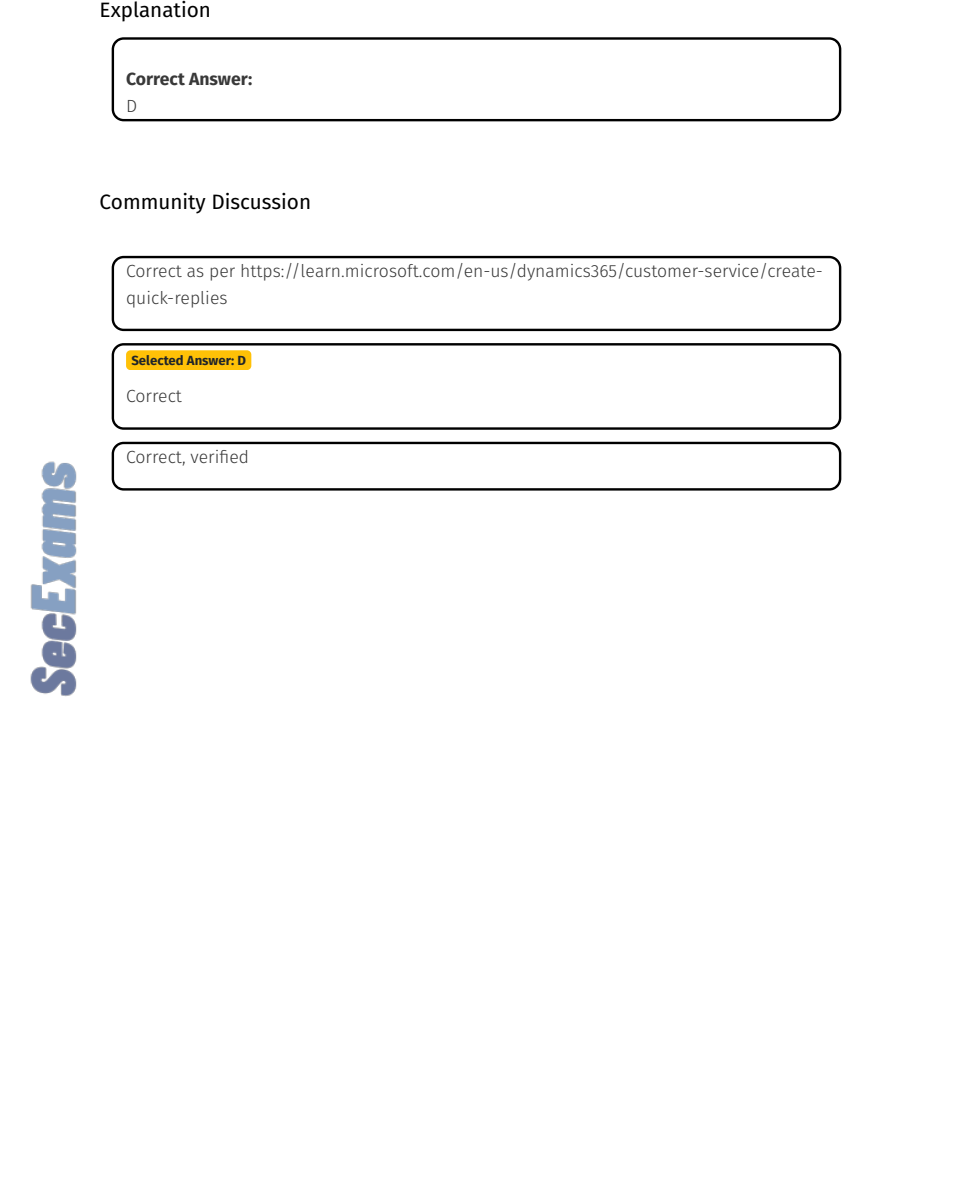 Explanation
Correct Answer:
D
Community Discussion
Correct as per https://learn.microsoft.com/en-us/dynamics365/customer-service/create-
quick-replies
Selected Answer: D
Correct
Correct, verified
SecExams